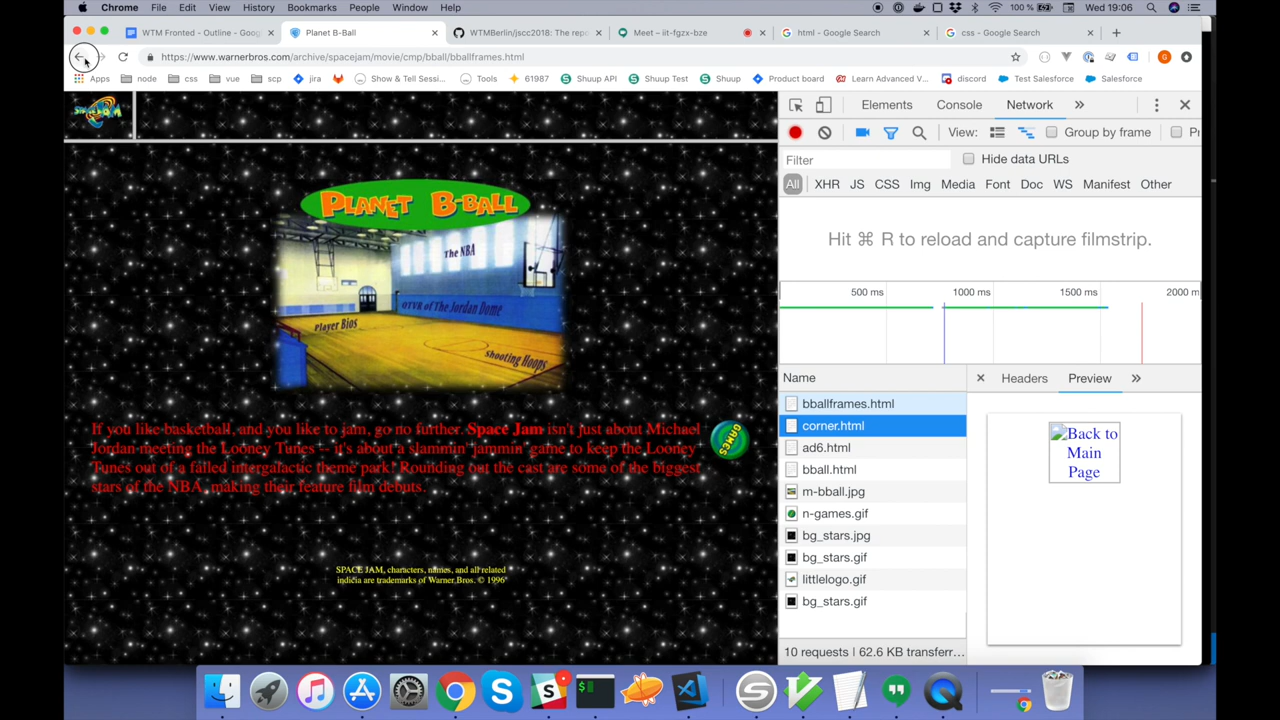 Chrome File Edit View History Bookmarks People Window Help 100 % Wed 19:06
WTM Fronted - Outline - Goog Planet B-Ball WTMBerlin/jscc2018: The repo Meet – iit-fgzx-bze html - Google Search css - Google Search
https://www.warnerbros.com/archive/spacejam/movie/cmp/bball/bballframes.html
Apps node css vue scp jira Show & Tell Sessi... Tools 61987 Shuup API Shuup Test Shuup Product board Learn Advanced V... discord Test Salesforce Salesforce
SPACE JAM
Elements Console Network
View: Group by frame
Filter Hide data URLs
All XHR JS CSS Img Media Font Doc WS Manifest Other
PLANET B-BALL
The NBA
QTVR of The Jordan Dome
Player Bios
Shooting Hoops
Hit ⌘ R to reload and capture filmstrip.
500 ms 1000 ms 1500 ms 2000 m
Name Headers Preview
bballframes.html
corner.html
ad6.html
bball.html
m-bball.jpg
n-games.gif
bg_stars.jpg
bg_stars.gif
littlelogo.gif
bg_stars.gif
Back to
Main
Page
10 requests | 62.6 KB transferr...
If you like basketball, and you like to jam, go no further. Space Jam isn't just about Michael
Jordan meeting the Looney Tunes -- it's about a slammin' jammin' game to keep the Looney
Tunes out of a failed intergalactic theme park! Rounding out the cast are some of the biggest
stars of the NBA, making their feature film debuts.
GAMES
SPACE JAM, characters, names, and all related
indicia are trademarks of Warner Bros. © 1996